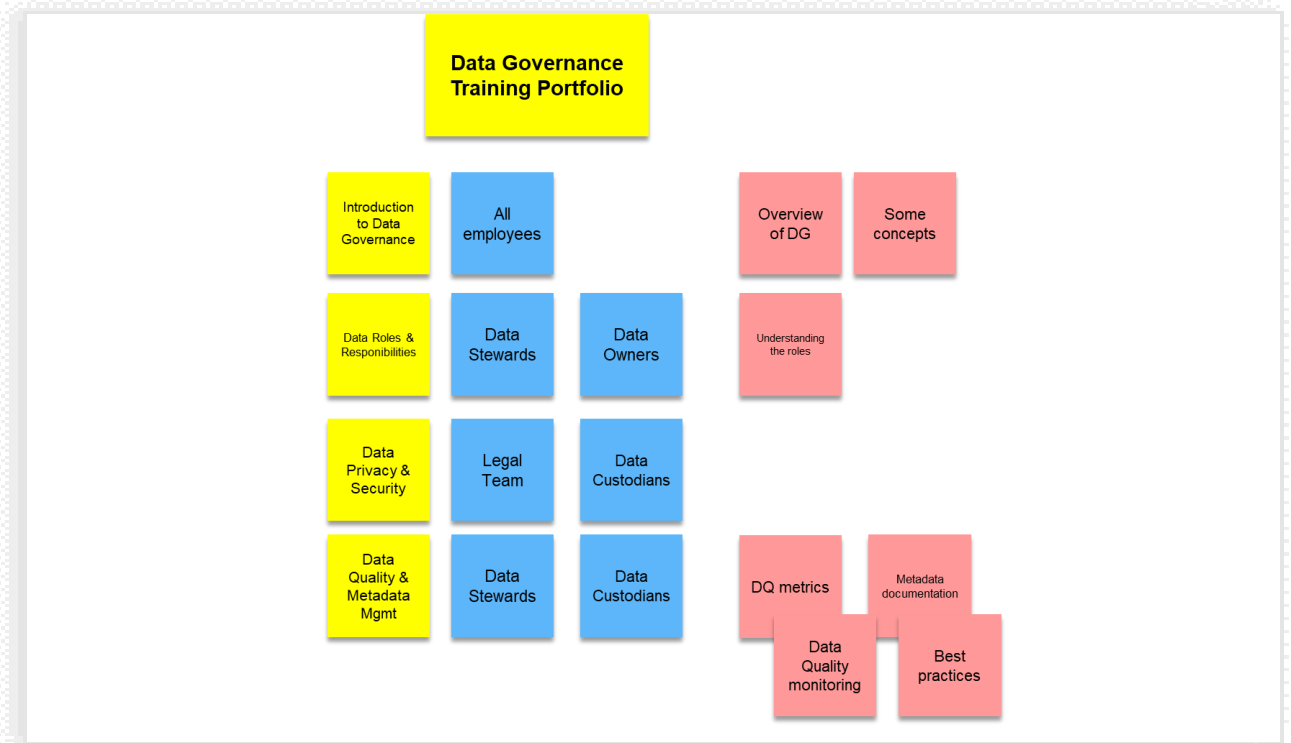 Data Governance
Training Portfolio
Introduction
to Data
Governance
All
employees
Overview
of DG
Some
concepts
Data Roles &
Responibilities
Data
Stewards
Data
Owners
Understanding
the roles
Data
Privacy &
Security
Legal
Team
Data
Custodians
Data
Quality &
Metadata
Mgmt
Data
Stewards
Data
Custodians
DQ metrics
Metadata
documentation
Data
Quality
monitoring
Best
practices